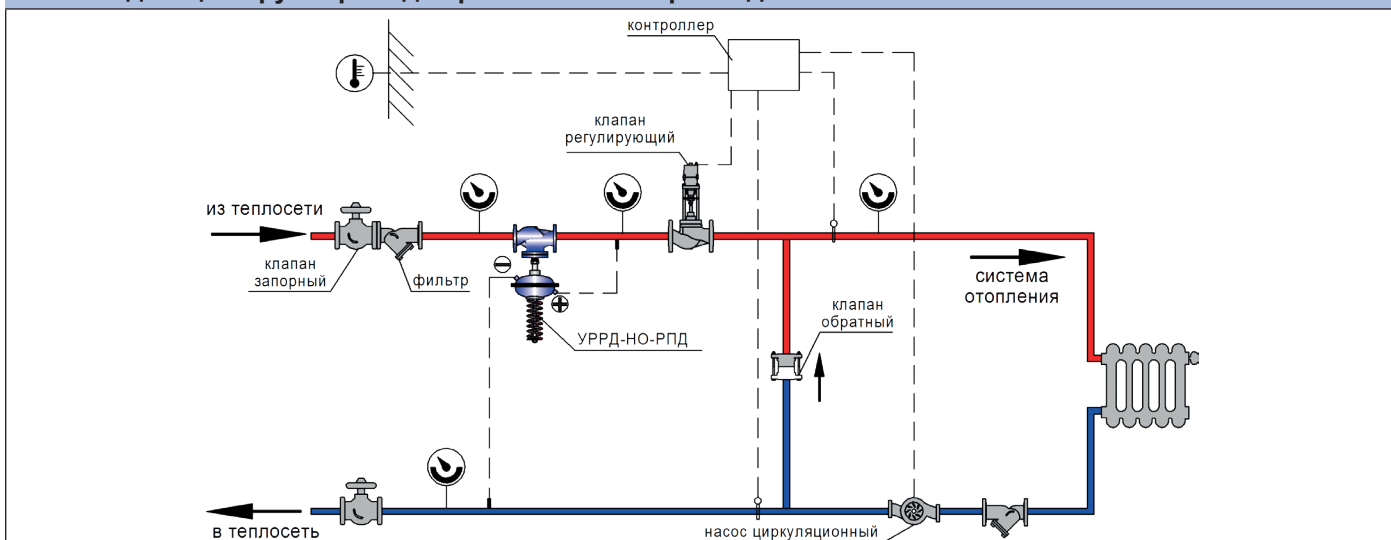 контроллер
клапан
регулирующий
из теплосети
клапан
запорный
фильтр
система
отопления
клапан
обратный
УРРД-НО-РПД
в теплосеть
насос циркуляционный